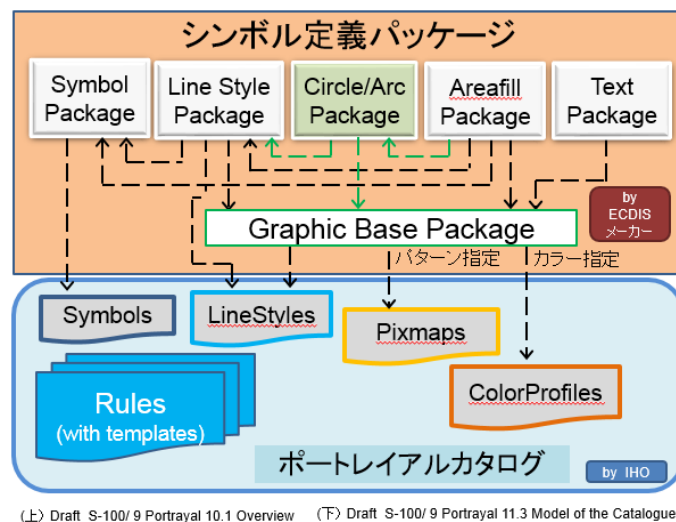 シンボル定義パッケージ
Symbol
Package
Line Style
Package
Circle/Arc
Package
Areafill
Package
Text
Package
by
ECDIS
メーカー
Graphic Base Package
パターン指定
カラー指定
Symbols
LineStyles
Pixmaps
ColorProfiles
Rules
(with templates)
ポートレイアルカタログ
by IHO
(上) Draft S-100/ 9 Portrayal 10.1 Overview (下) Draft S-100/ 9 Portrayal 11.3 Model of the Catalogue